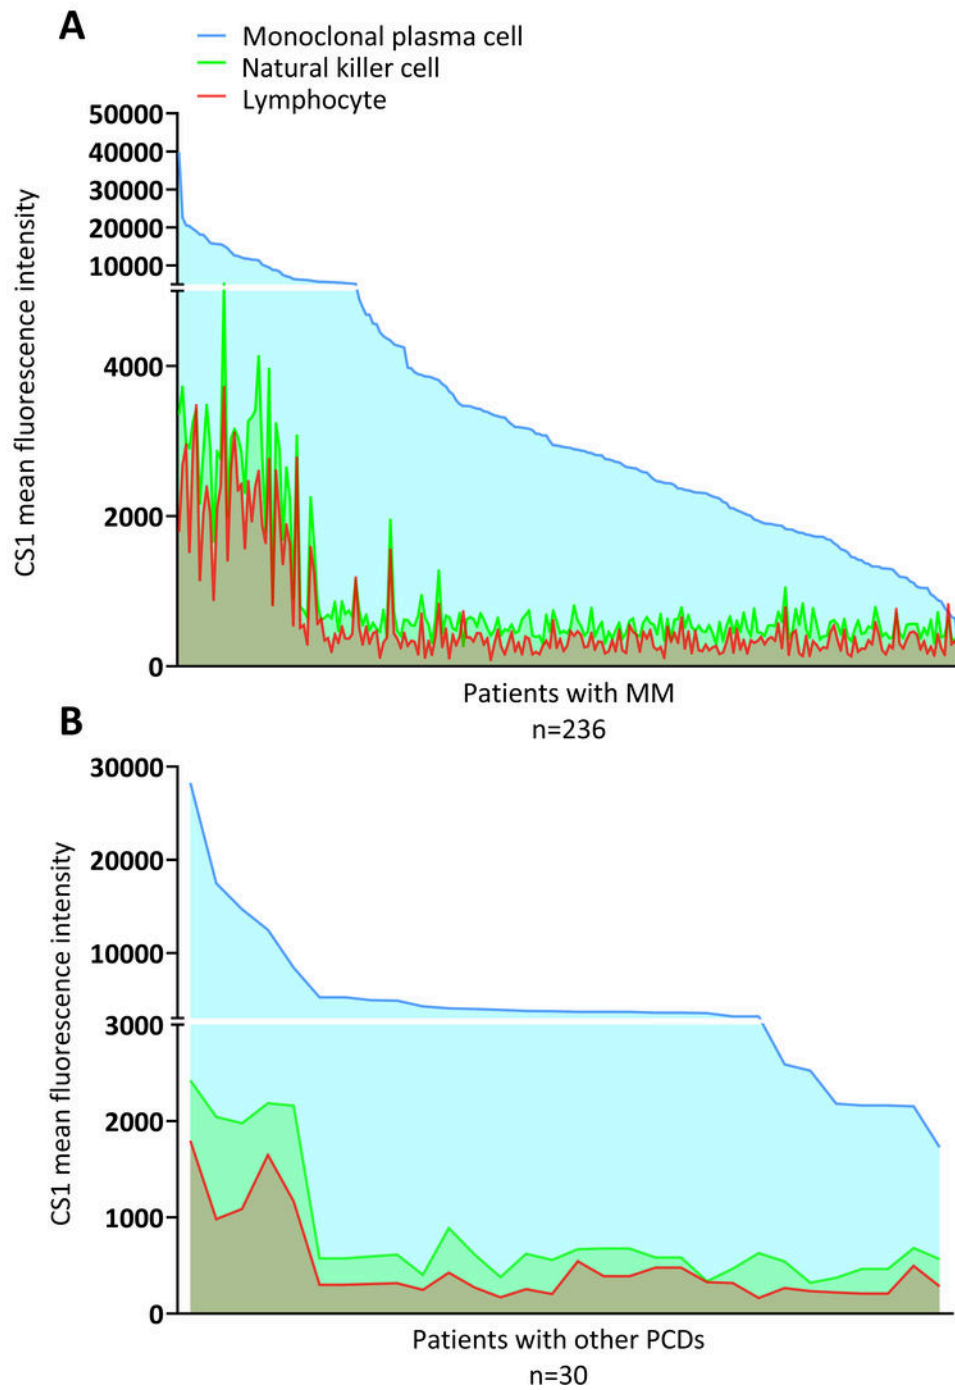 A
Monoclonal plasma cell
Natural killer cell
Lymphocyte
CS1 mean fluorescence intensity
50000
40000
30000
20000
10000
4000
2000
0
Patients with MM
n=236
B
CS1 mean fluorescence intensity
30000
20000
10000
3000
2000
1000
0
Patients with other PCDs
n=30